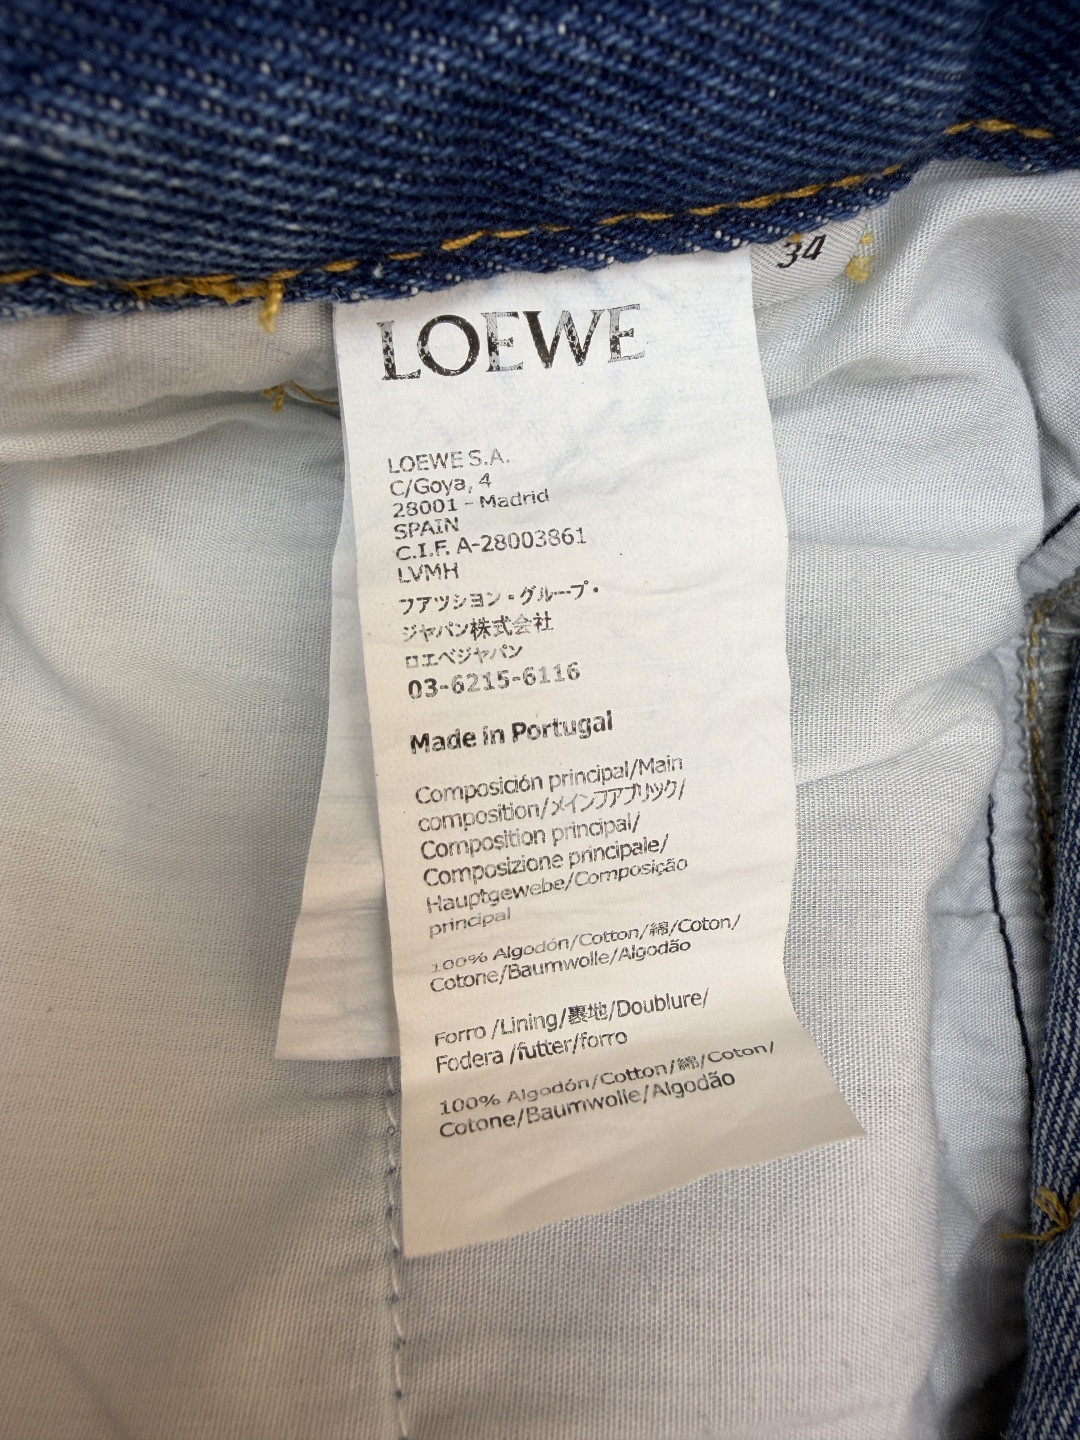 34
LOEWE
LOEWE S.A.
C/Goya, 4
28001 - Madrid
SPAIN
C.I.F. A-28003861
LVMH
ファツション・グループ・
ジャパン株式会社
ロエベジャパン
03-6215-6116
Made in Portugal
Composición principal/Main
composition/メインファブリック/
Composition principal/
Composizione principale/
Hauptgewebe/Composição
principal
100% Algodón/Cotton/綿/Coton/
Cotone/Baumwolle/Algodão
Forro /Lining/裏地/Doublure/
Fodera /futter/forro
100% Algodón/Cotton/綿/Coton/
Cotone/Baumwolle/Algodão